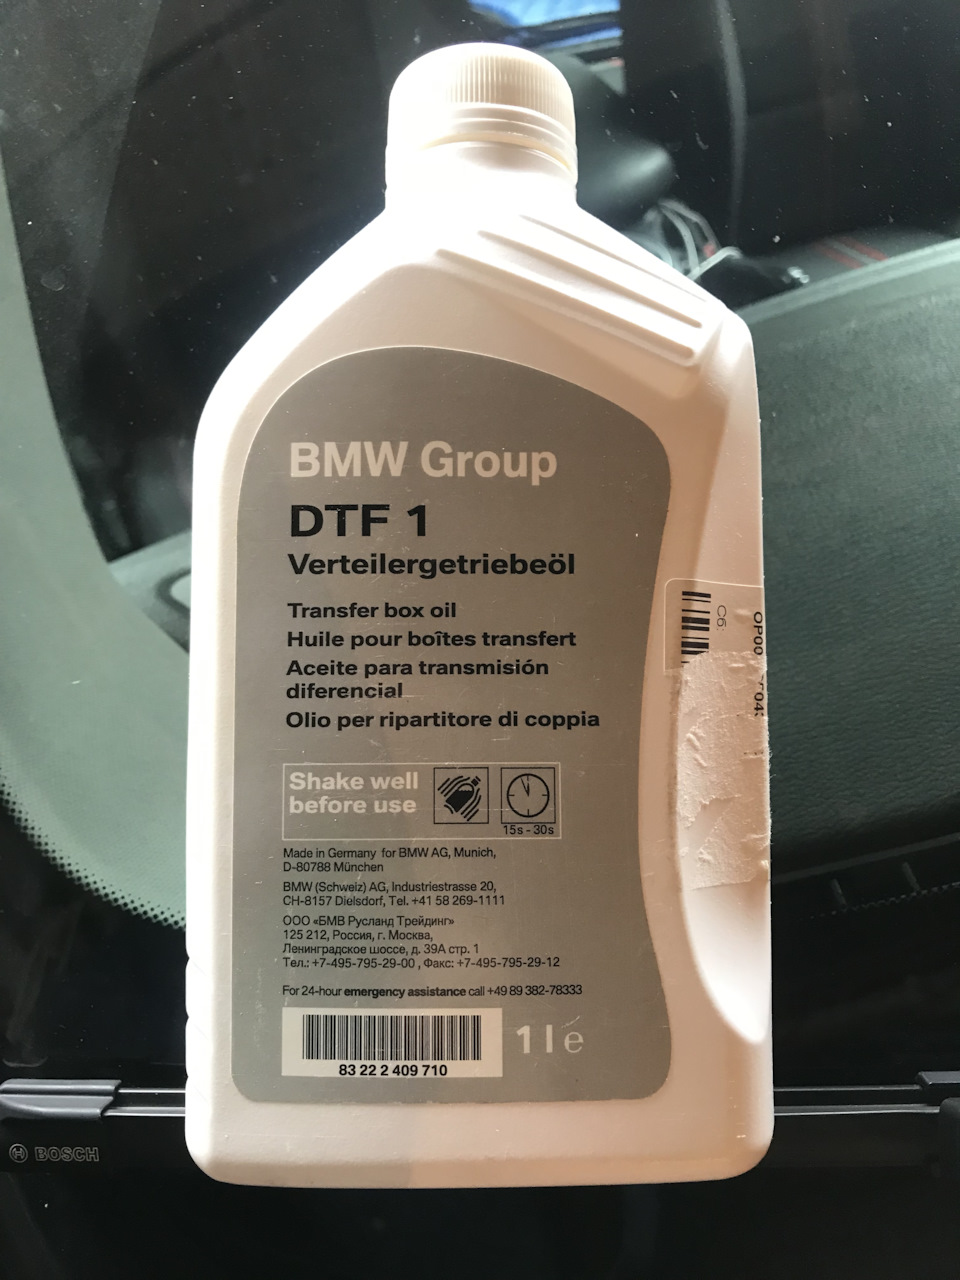 BMW Group
DTF 1
Verteilergetriebeöl
Transfer box oil
Huile pour boîtes transfert
Aceite para transmisión
diferencial
Olio per ripartitore di coppia
Shake well
before use
15s - 30s
Made in Germany for BMW AG, Munich,
D-80788 München
BMW (Schweiz) AG, Industriestrasse 20,
CH-8157 Dielsdorf, Tel. +41 58 269-1111
ООО «БМВ Русланд Трейдинг»
125 212, Россия, г. Москва,
Ленинградское шоссе, д. 39А стр. 1
Тел.: +7-495-795-29-00 , Факс: +7-495-795-29-12
For 24-hour emergency assistance call +49 89 382-78333
83 22 2 409 710
1 l e
C6:
BOSCH